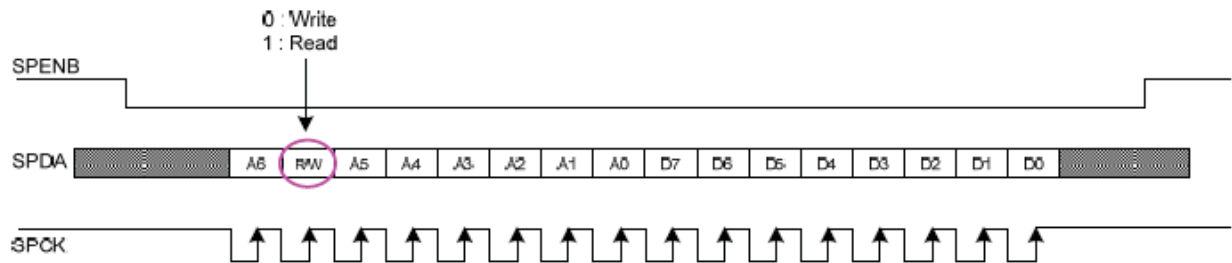 0 : Write
1 : Read
SPENB
SPDA A6 R/W A5 A4 A3 A2 A1 A0 D7 D6 D5 D4 D3 D2 D1 D0
SPCK